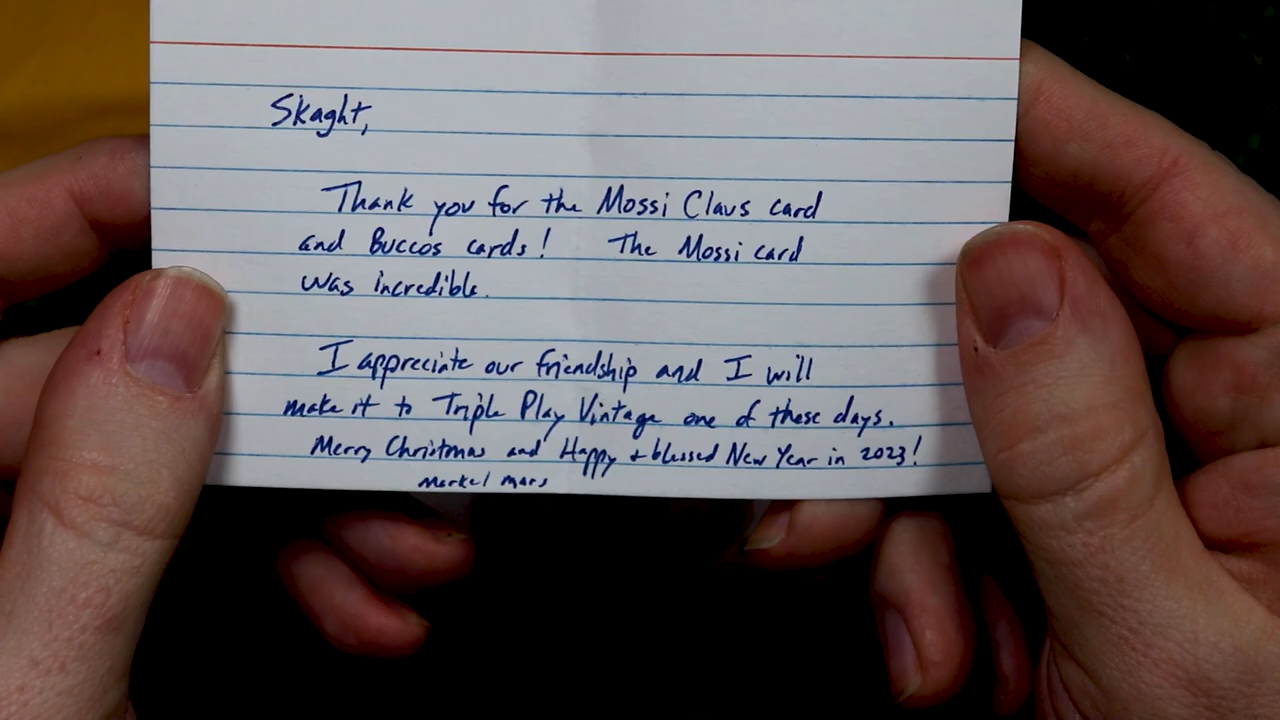 Skaght,
Thank you for the Mossi Claus card
and Buccos cards! The Mossi card
was incredible.
I appreciate our friendship and I will
make it to Triple Play Vintage one of these days.
Merry Christmas and Happy + blessed New Year in 2023!
Markel Mars